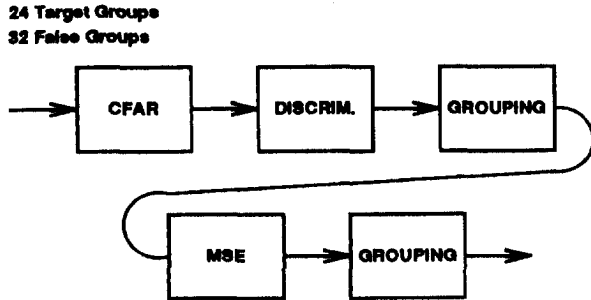 24 Target Groups
32 False Groups
CFAR
DISCRIM.
GROUPING
MSE
GROUPING